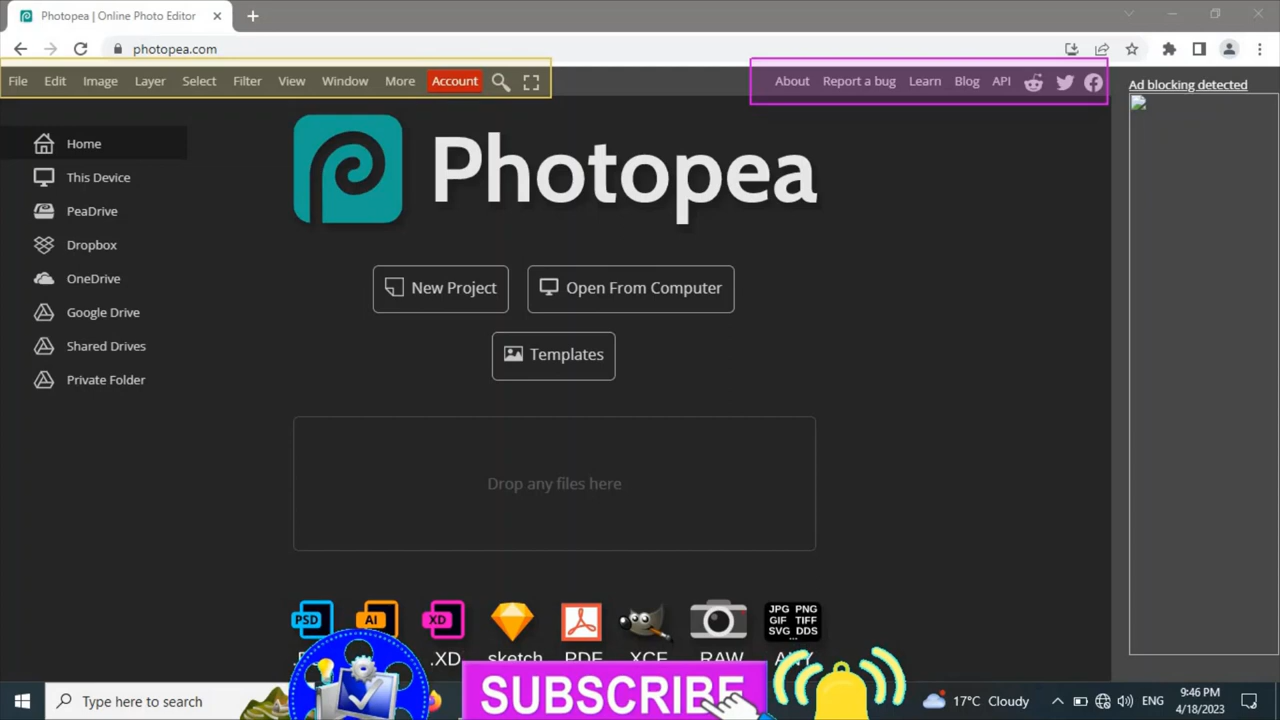 Photopea | Online Photo Editor
photopea.com
File Edit Image Layer Select Filter View Window More Account
About Report a bug Learn Blog API
Ad blocking detected
Home
This Device
PeaDrive
Dropbox
OneDrive
Google Drive
Shared Drives
Private Folder
Photopea
New Project
Open From Computer
Templates
Drop any files here
PSD
AI
XD
JPG PNG
GIF TIFF
SVG DDS
...
.XD
sketch
PDF
XCF
RAW
ANY
SUBSCRIBE
Type here to search
17°C Cloudy
ENG
9:46 PM
4/18/2023